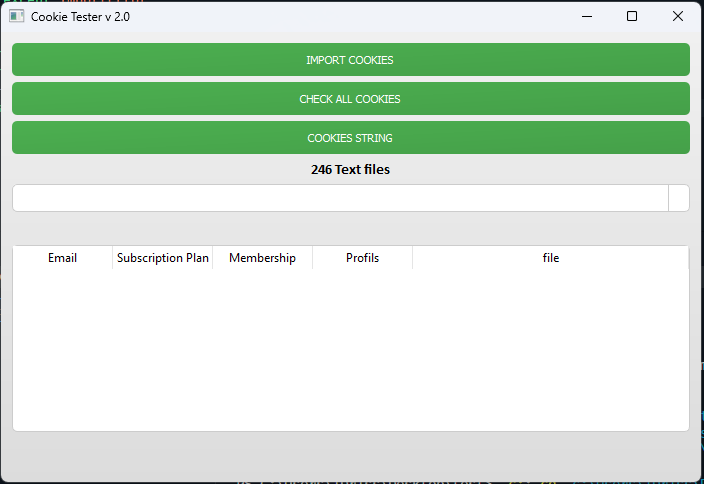 Cookie Tester v 2.0
IMPORT COOKIES
CHECK ALL COOKIES
COOKIES STRING
246 Text files
Email Subscription Plan Membership Profils file